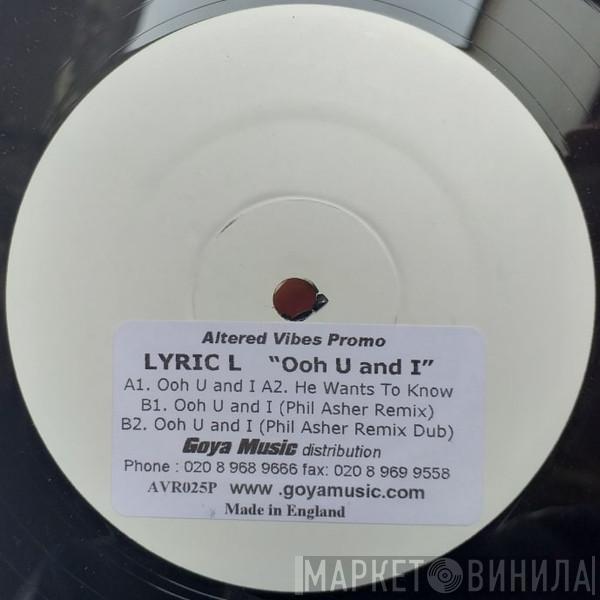 Altered Vibes Promo
LYRIC L "Ooh U and I"
A1. Ooh U and I A2. He Wants To Know
B1. Ooh U and I (Phil Asher Remix)
B2. Ooh U and I (Phil Asher Remix Dub)
Goya Music distribution
Phone : 020 8 968 9666 fax: 020 8 969 9558
AVR025P www .goyamusic.com
Made in England
МАРКЕТ ВИНИЛА